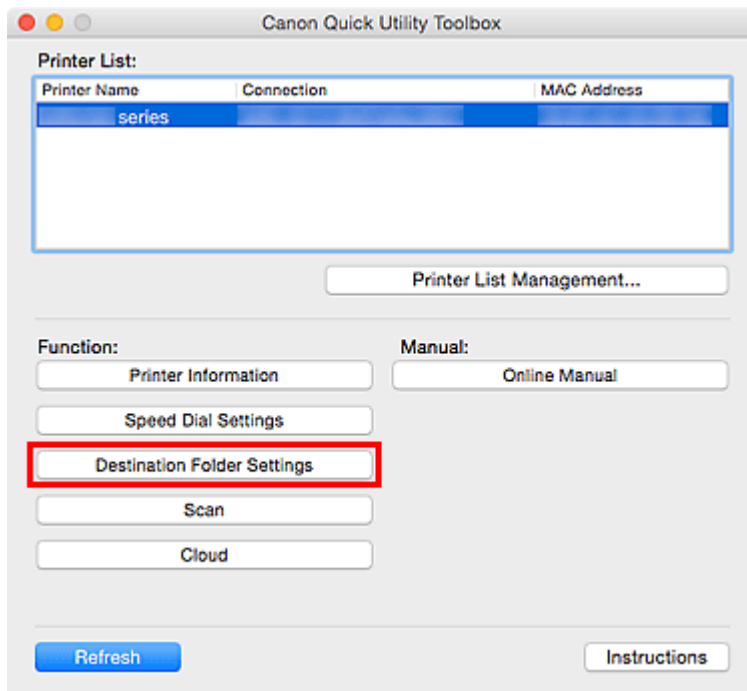 Canon Quick Utility Toolbox
Printer List:
Printer Name Connection MAC Address
series
Printer List Management...
Function: Manual:
Printer Information Online Manual
Speed Dial Settings
Destination Folder Settings
Scan
Cloud
Refresh Instructions